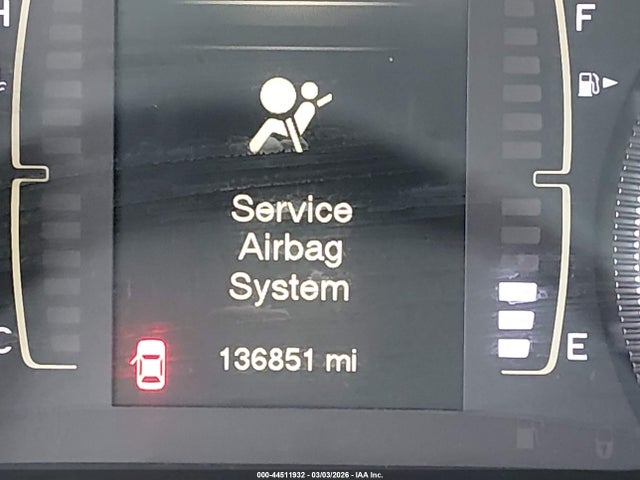 H
F
Service
Airbag
System
C
E
136851 mi
000-44511932 - 03/03/2026 - IAA Inc.